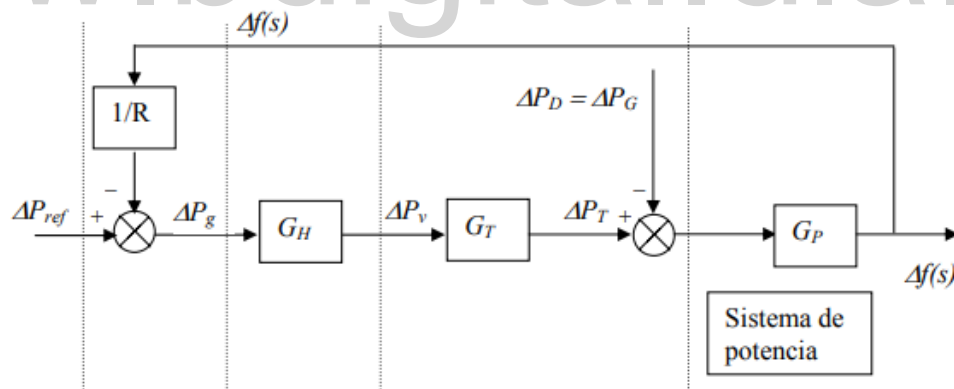 Δf(s)
1/R
ΔP_D = ΔP_G
−
−
ΔP_ref
+
ΔP_g
G_H
ΔP_v
G_T
ΔP_T
+
G_P
Δf(s)
Sistema de
potencia